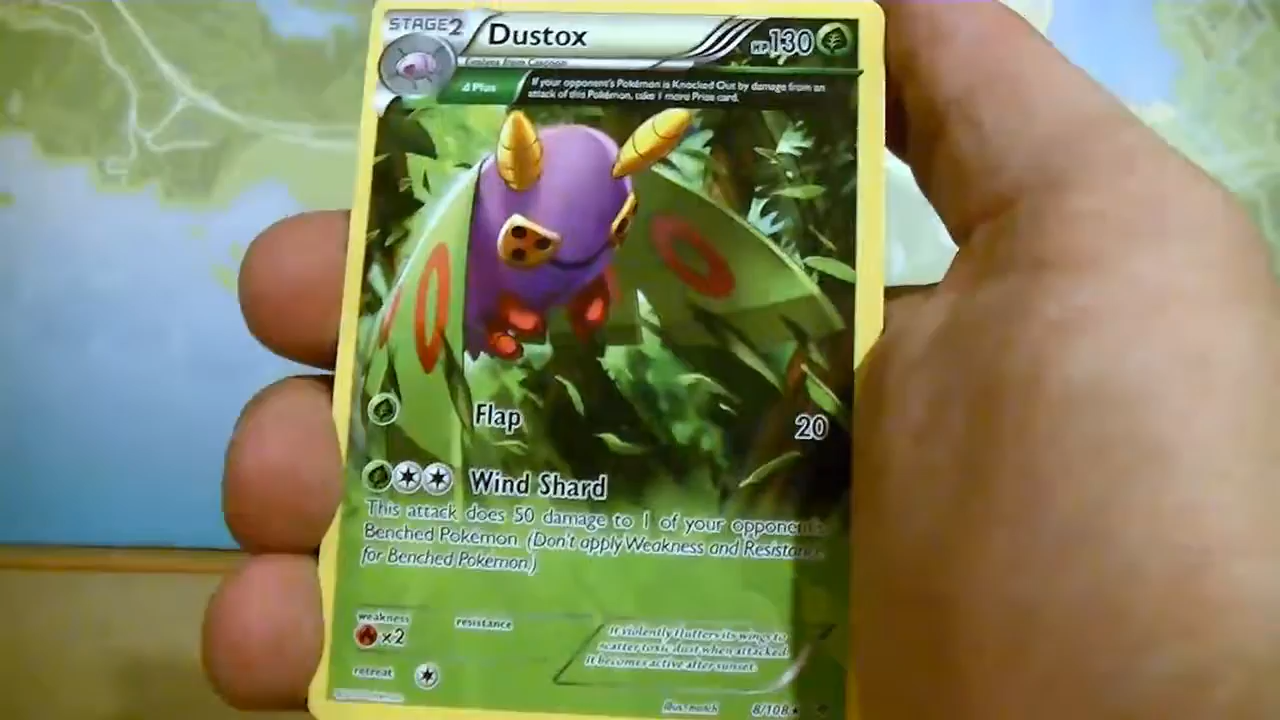 STAGE2
Dustox
HP130
Evolves from Cascoon
Δ Plus
If your opponent's Pokémon is Knocked Out by damage from an
attack of this Pokémon, take 1 more Prize card.
Flap 20
Wind Shard
This attack does 50 damage to 1 of your opponent's
Benched Pokémon. (Don't apply Weakness and Resistance
for Benched Pokémon.)
weakness
×2
resistance
It violently flutters its wings to
scatter toxic dust when attacked.
It becomes active after sunset.
retreat
illus. match
8/108